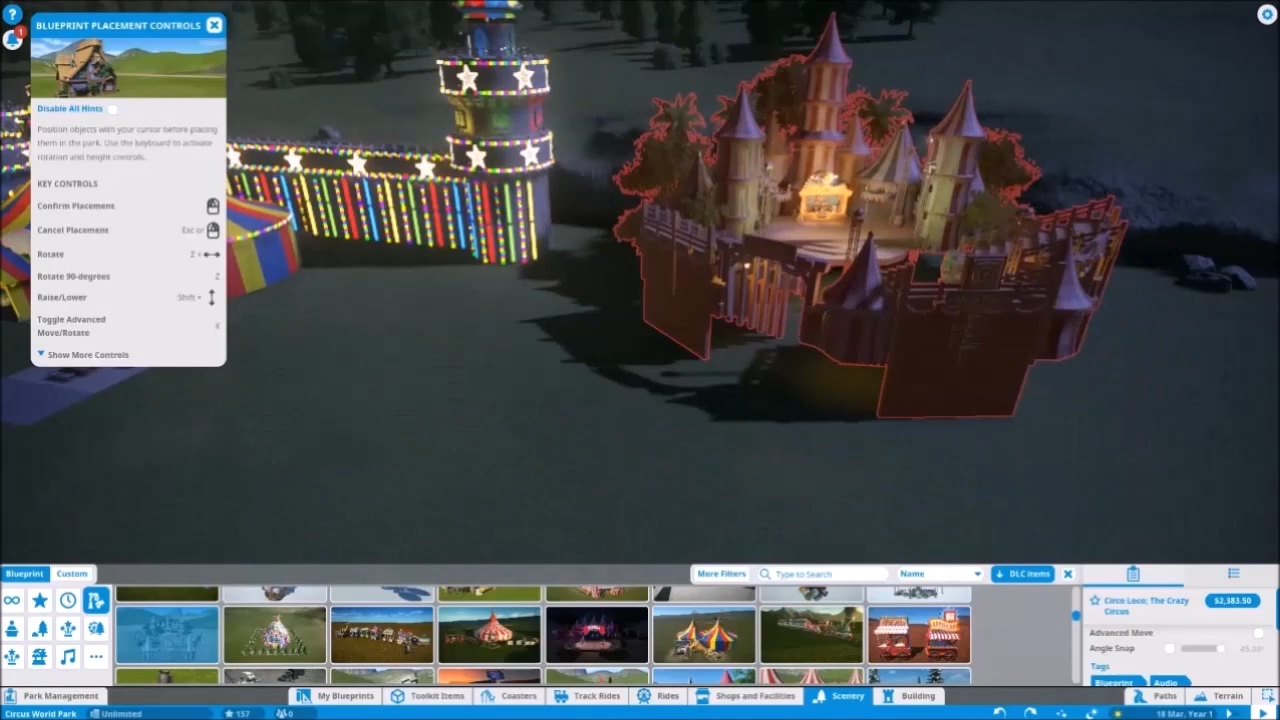 ?
1
BLUEPRINT PLACEMENT CONTROLS
Disable All Hints
Position objects with your cursor before placing
them in the park. Use the keyboard to activate
rotation and height controls.
KEY CONTROLS
Confirm Placement
Cancel Placement Esc or
Rotate Z +
Rotate 90-degrees Z
Raise/Lower Shift +
Toggle Advanced
Move/Rotate X
Show More Controls
Blueprint Custom
More Filters Type to Search Name DLC Items
Circo Loco; The Crazy
Circus
$2,383.50
Advanced Move
Angle Snap 45.00°
Tags
Blueprint Audio
Park Management My Blueprints Toolkit Items Coasters Track Rides Rides Shops and Facilities Scenery Building Paths Terrain
Circus World Park Unlimited 157 0 18 Mar, Year 1